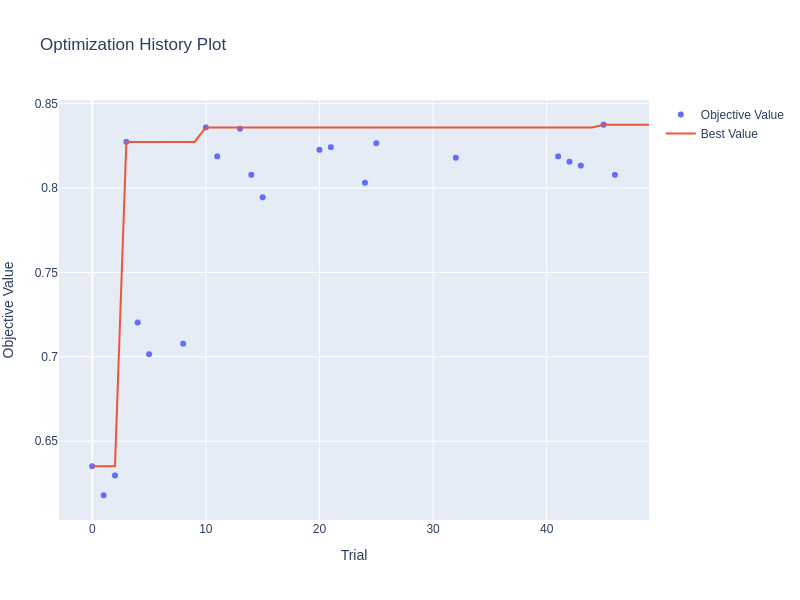 Optimization History Plot
0.85
0.8
0.75
0.7
0.65
Objective Value
0
10
20
30
40
Trial
Objective Value
Best Value